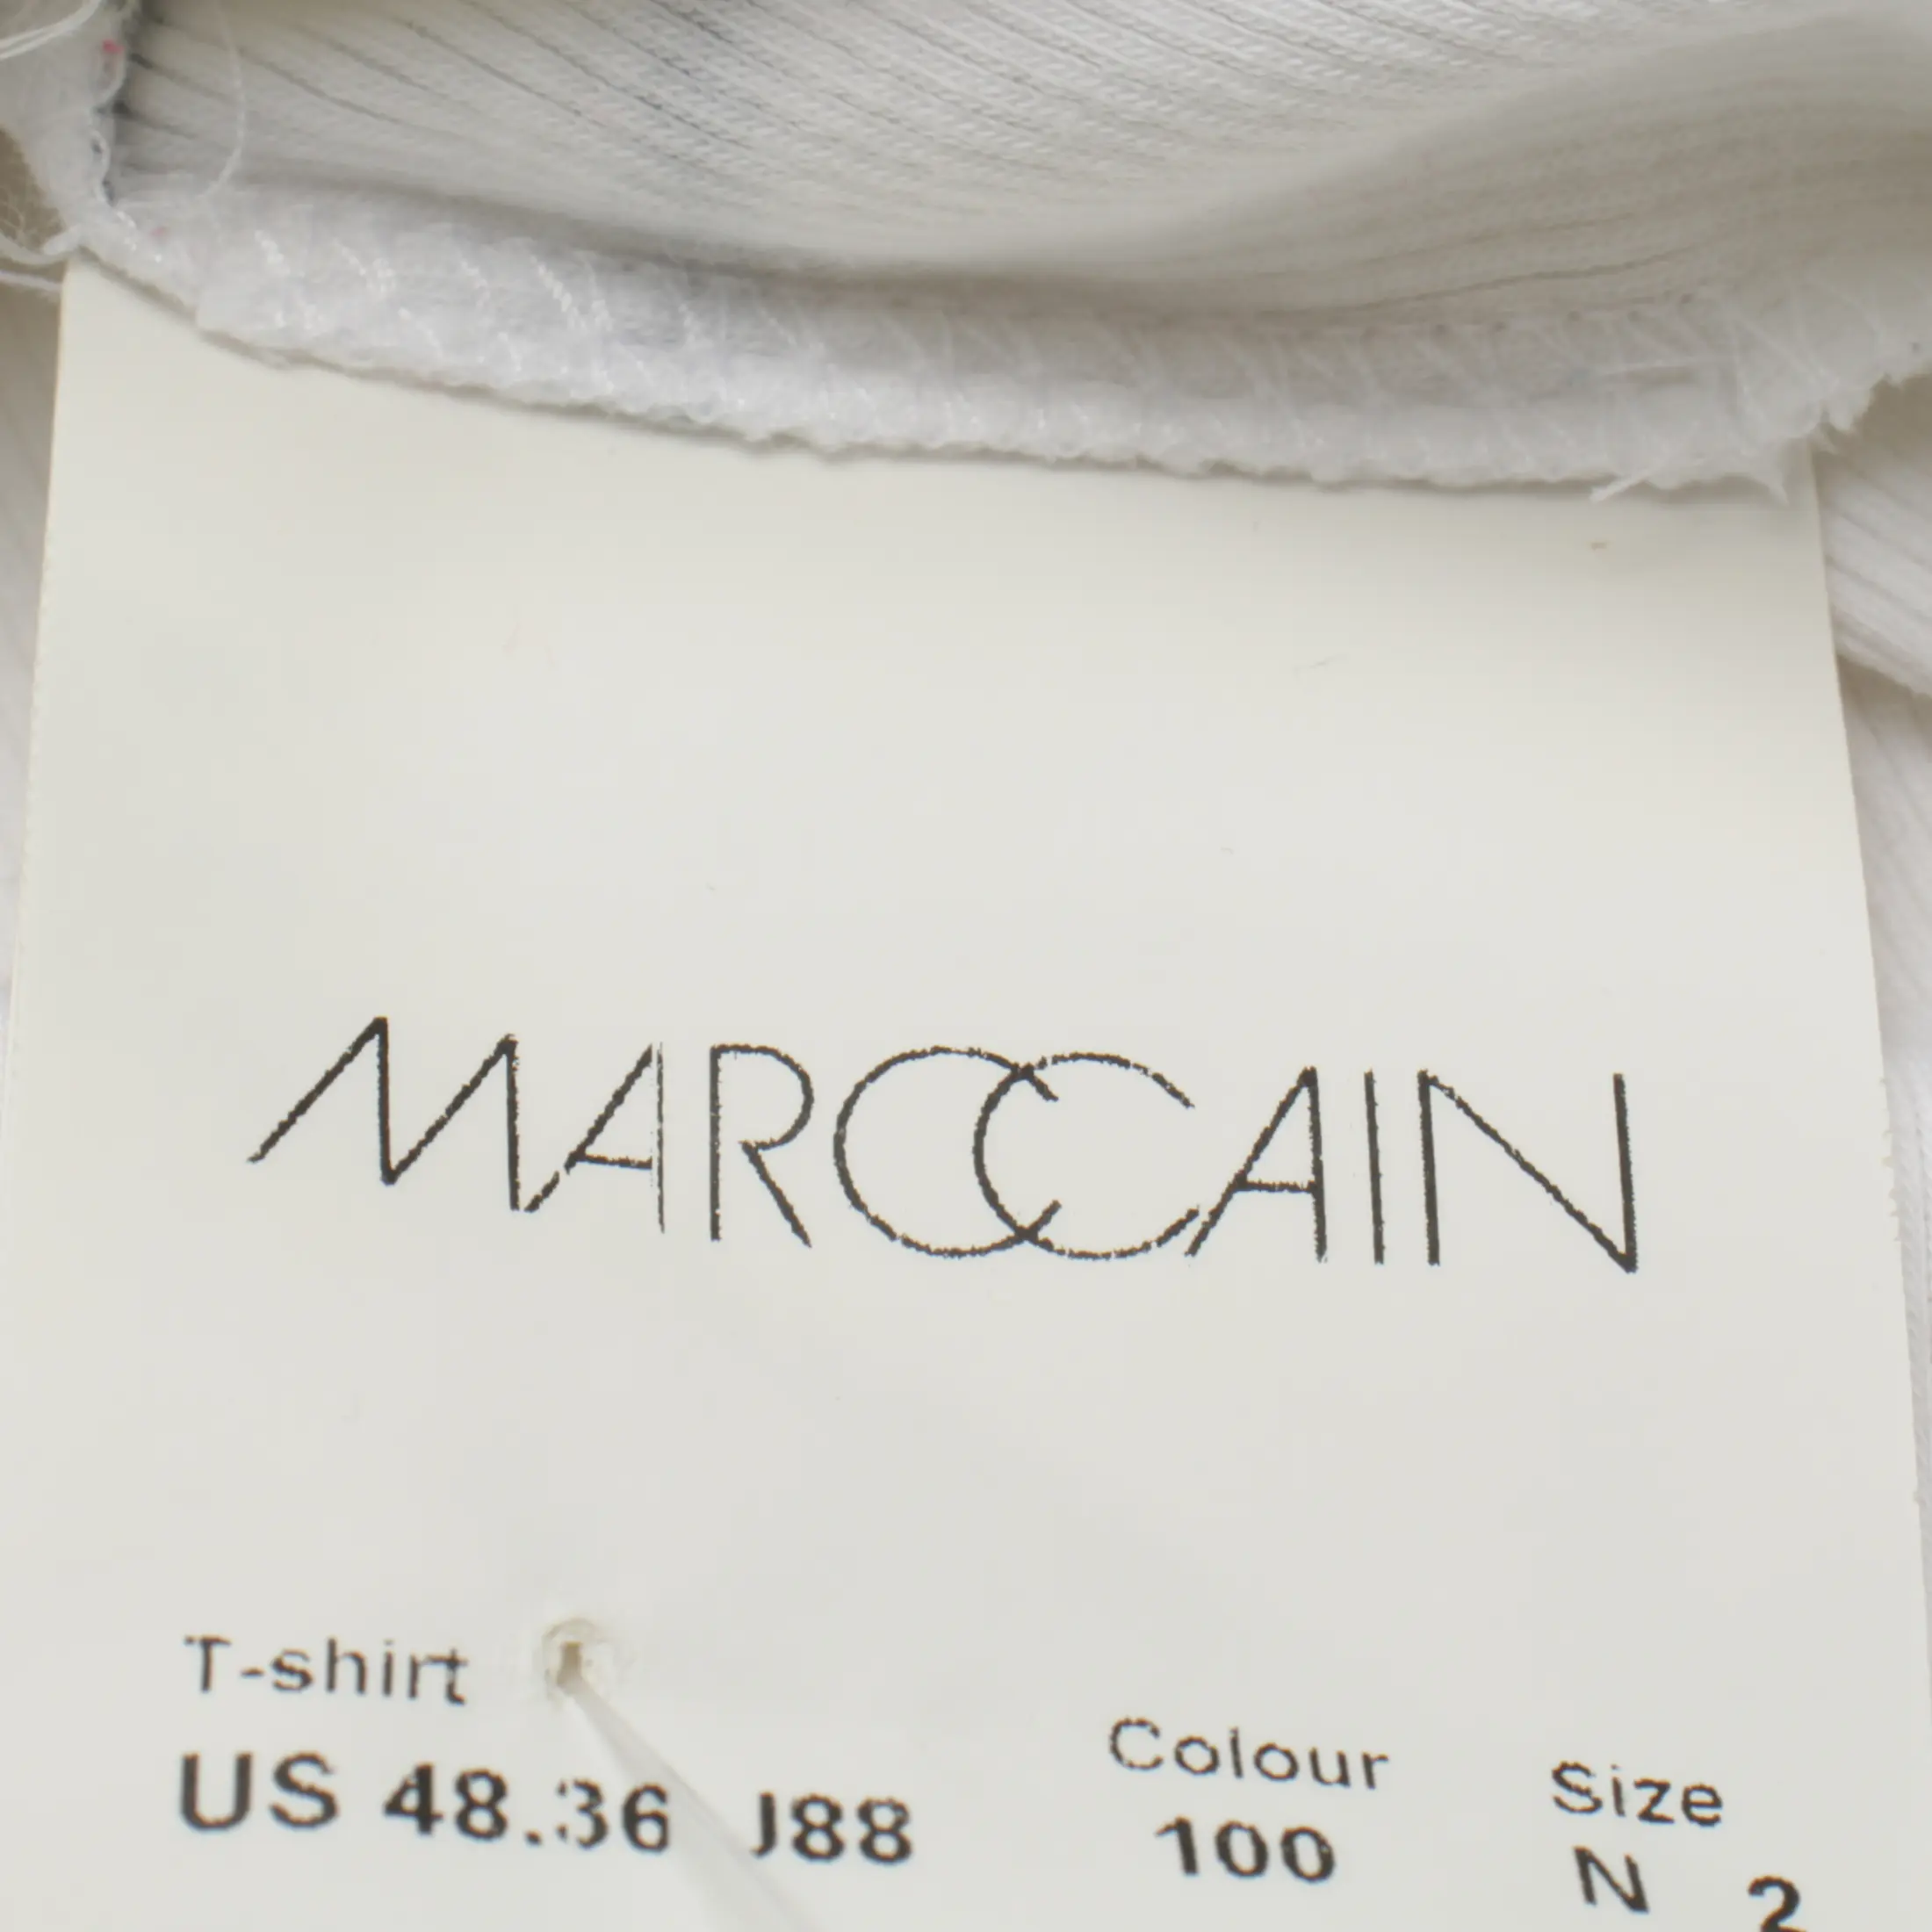 MARCCAIN
T-shirt
Colour
Size
US 48.36 J88
100
N 2